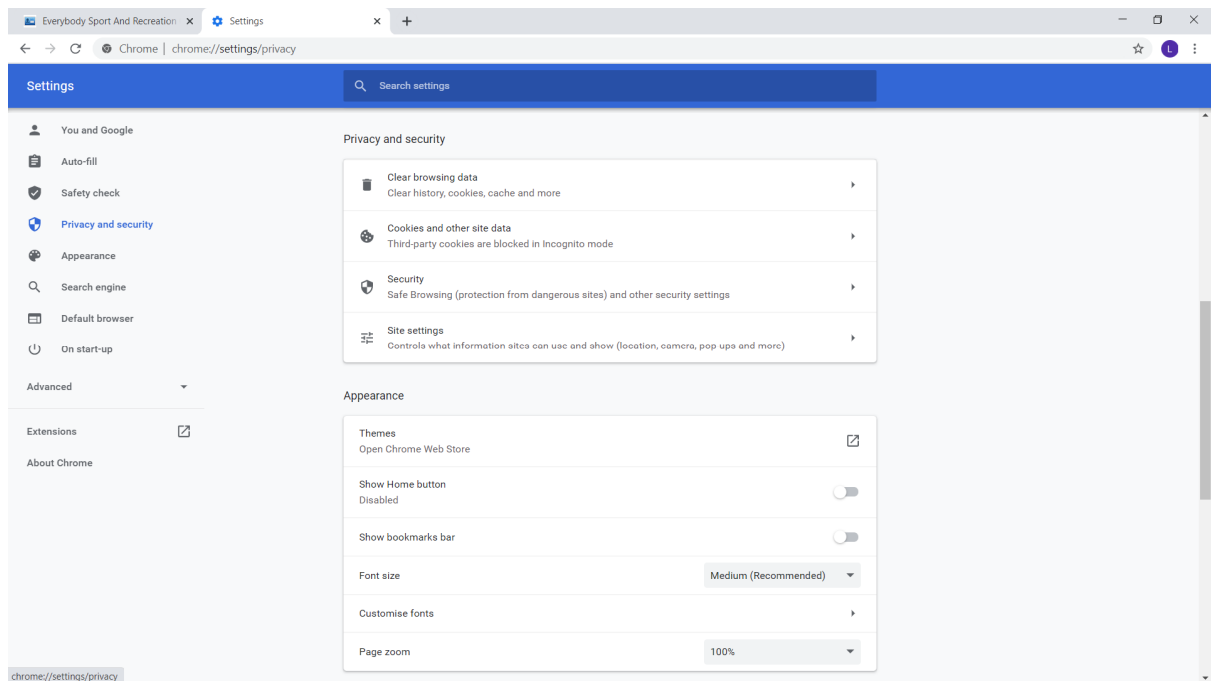 Everybody Sport And Recreation
Settings
Chrome | chrome://settings/privacy
L
Settings
Search settings
You and Google
Auto-fill
Safety check
Privacy and security
Appearance
Search engine
Default browser
On start-up
Advanced
Extensions
About Chrome
Privacy and security
Clear browsing data
Clear history, cookies, cache and more
Cookies and other site data
Third-party cookies are blocked in Incognito mode
Security
Safe Browsing (protection from dangerous sites) and other security settings
Site settings
Controls what information sites can use and show (location, camera, pop ups and more)
Appearance
Themes
Open Chrome Web Store
Show Home button
Disabled
Show bookmarks bar
Font size
Medium (Recommended)
Customise fonts
Page zoom
100%
chrome://settings/privacy